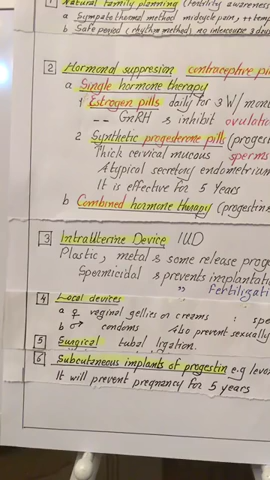 1 Natural family planning (fertility awareness
a Sympatothermal method midcycle pain, ++ temp
b Safe period (rhythm method) no intercourse 3 days
2 Hormonal suppresion contraceptive pi
a Single hormone therapy
1 Estrogen pills daily for 3 W/mon
-- GnRH & inhibit ovulatio
2 Synthetic progesterone pills (proges
Thick cervical mucous sperms
Atypical secretory endometrium
It is effective for 5 Years
b Combined hormone therapy (progestine
3 IntraUterine Device IUD
Plastic, metal & some release proge
Spermicidal & prevents implantati
" Fertilizati
4 Local devices
a ♀ vaginal gellies or creams : spe
b ♂ condoms Also prevent sexually
5 Surgical tubal ligation.
6 Subcutaneous implants of progestin e.g levo
It will prevent pregnancy for 5 years